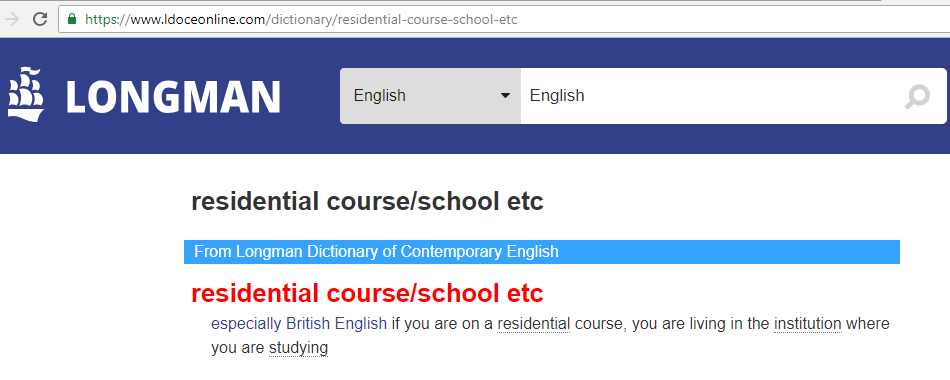 https://www.ldoceonline.com/dictionary/residential-course-school-etc
LONGMAN
English
English
residential course/school etc
From Longman Dictionary of Contemporary English
residential course/school etc
especially British English if you are on a residential course, you are living in the institution where
you are studying